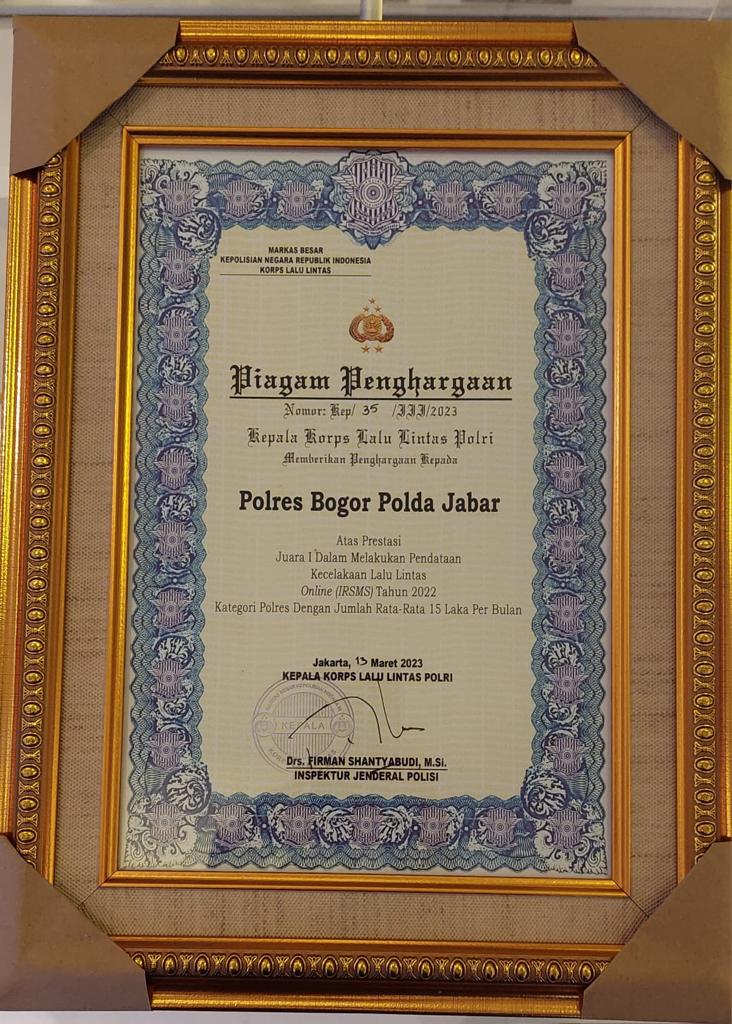 MARKAS BESAR
KEPOLISIAN NEGARA REPUBLIK INDONESIA
KORPS LALU LINTAS
Piagam Penghargaan
Nomor: Kep/ 35 /III/2023
Kepala Korps Lalu Lintas Polri
Memberikan Penghargaan Kepada
Polres Bogor Polda Jabar
Atas Prestasi
Juara I Dalam Melakukan Pendataan
Kecelakaan Lalu Lintas
Online (IRSMS) Tahun 2022
Kategori Polres Dengan Jumlah Rata-Rata 15 Laka Per Bulan
Jakarta, 13 Maret 2023
KEPALA KORPS LALU LINTAS POLRI
KEPALA
Drs. FIRMAN SHANTYABUDI, M.Si.
INSPEKTUR JENDERAL POLISI